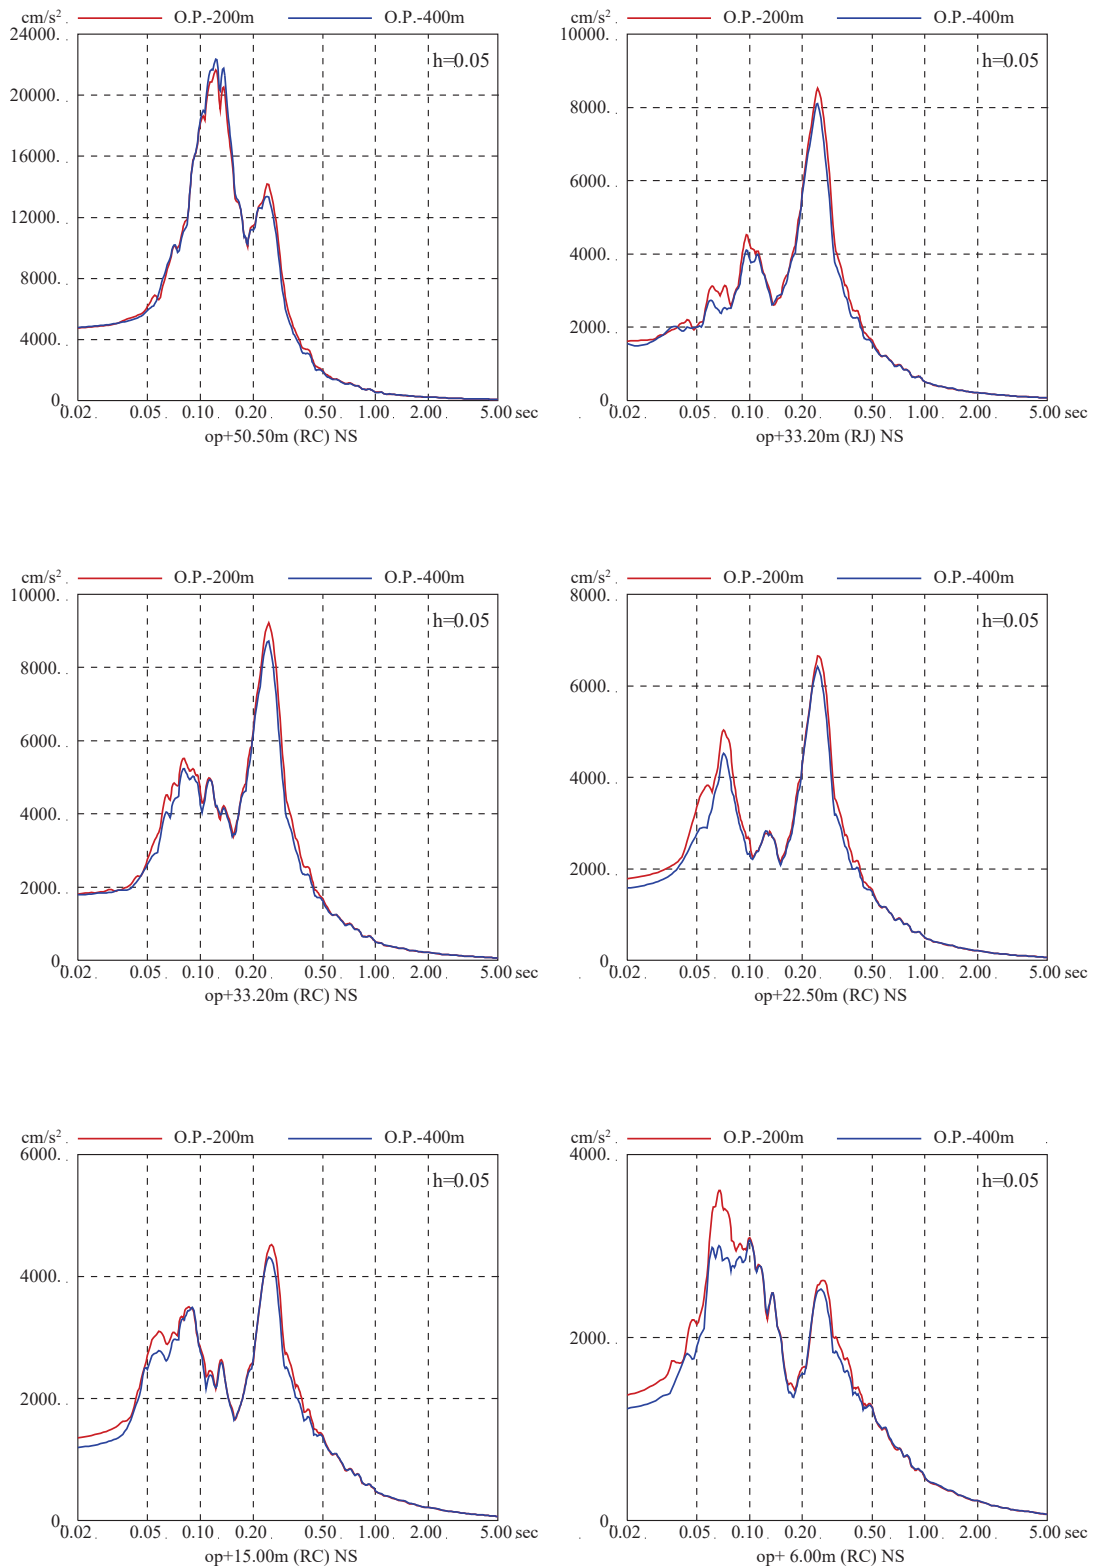 cm/s² O.P.-200m O.P.-400m
24000.
h=0.05
20000.
16000.
12000.
8000.
4000.
0.
0.02 0.05 0.10 0.20 0.50 1.00 2.00 5.00 sec
op+50.50m (RC) NS
cm/s² O.P.-200m O.P.-400m
10000.
h=0.05
8000.
6000.
4000.
2000.
0.
0.02 0.05 0.10 0.20 0.50 1.00 2.00 5.00 sec
op+33.20m (RJ) NS
cm/s² O.P.-200m O.P.-400m
10000.
h=0.05
8000.
6000.
4000.
2000.
0.
0.02 0.05 0.10 0.20 0.50 1.00 2.00 5.00 sec
op+33.20m (RC) NS
cm/s² O.P.-200m O.P.-400m
8000.
h=0.05
6000.
4000.
2000.
0.
0.02 0.05 0.10 0.20 0.50 1.00 2.00 5.00 sec
op+22.50m (RC) NS
cm/s² O.P.-200m O.P.-400m
6000.
h=0.05
4000.
2000.
0.
0.02 0.05 0.10 0.20 0.50 1.00 2.00 5.00 sec
op+15.00m (RC) NS
cm/s² O.P.-200m O.P.-400m
4000.
h=0.05
2000.
0.
0.02 0.05 0.10 0.20 0.50 1.00 2.00 5.00 sec
op+ 6.00m (RC) NS